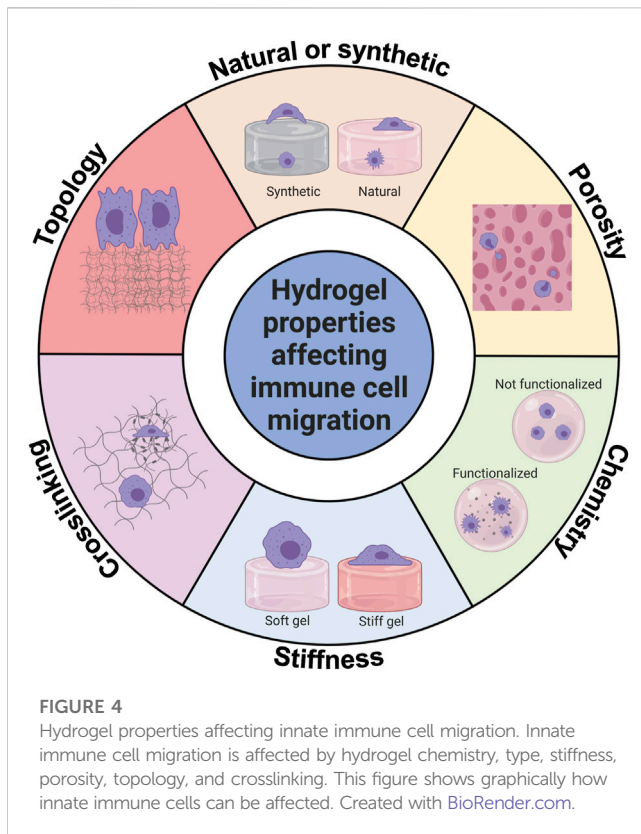 Natural or synthetic
Topology
Porosity
Synthetic
Natural
Hydrogel
properties
affecting
immune cell
migration
Not functionalized
Functionalized
Crosslinking
Chemistry
Soft gel
Stiff gel
Stiffness
FIGURE 4
Hydrogel properties affecting innate immune cell migration. Innate
immune cell migration is affected by hydrogel chemistry, type, stiffness,
porosity, topology, and crosslinking. This figure shows graphically how
innate immune cells can be affected. Created with BioRender.com.